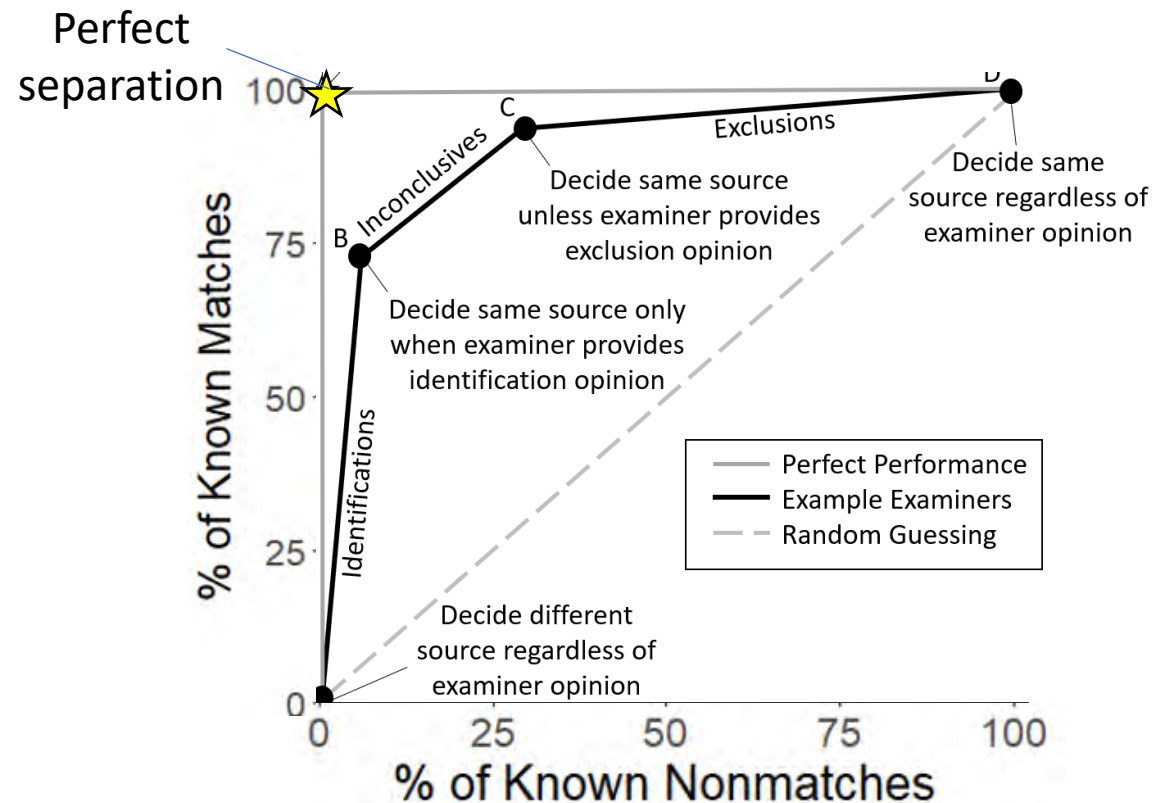 Perfect
separation
100
C
D
Exclusions
Inconclusives
Decide same source
unless examiner provides
exclusion opinion
Decide same
source regardless of
examiner opinion
75
B
Decide same source only
when examiner provides
identification opinion
% of Known Matches
50
Identifications
Perfect Performance
Example Examiners
Random Guessing
25
Decide different
source regardless of
examiner opinion
0
0
25
50
75
100
% of Known Nonmatches